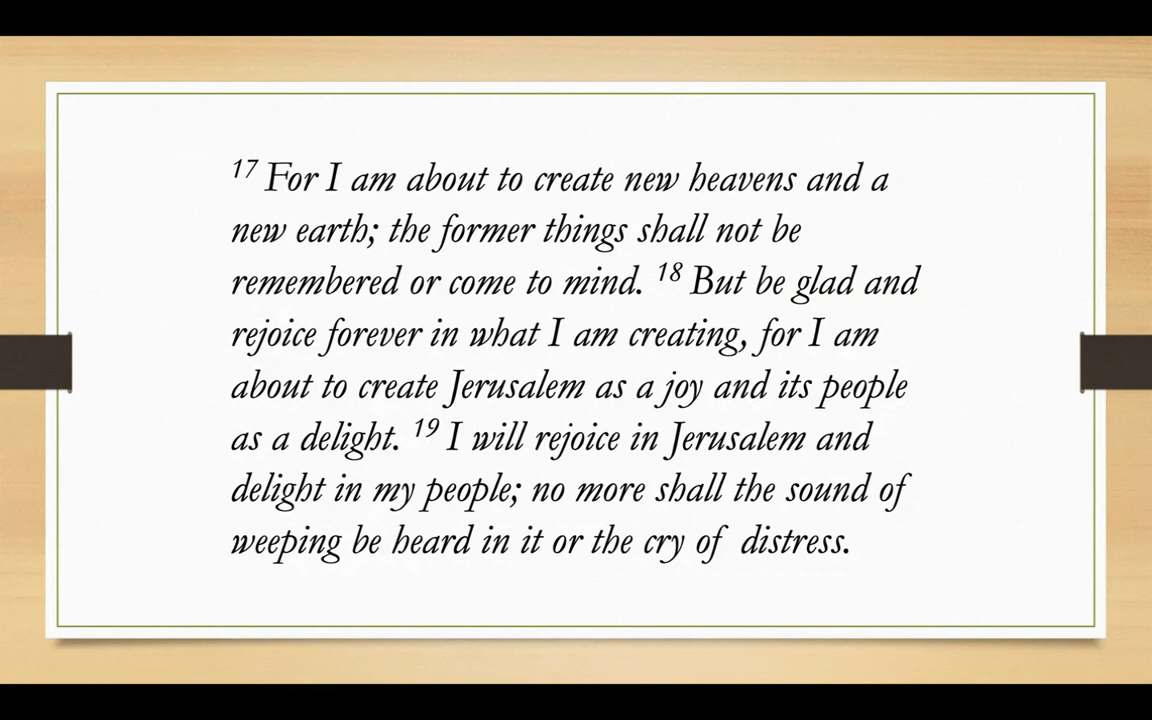 17 For I am about to create new heavens and a
new earth; the former things shall not be
remembered or come to mind. 18 But be glad and
rejoice forever in what I am creating, for I am
about to create Jerusalem as a joy and its people
as a delight. 19 I will rejoice in Jerusalem and
delight in my people; no more shall the sound of
weeping be heard in it or the cry of distress.